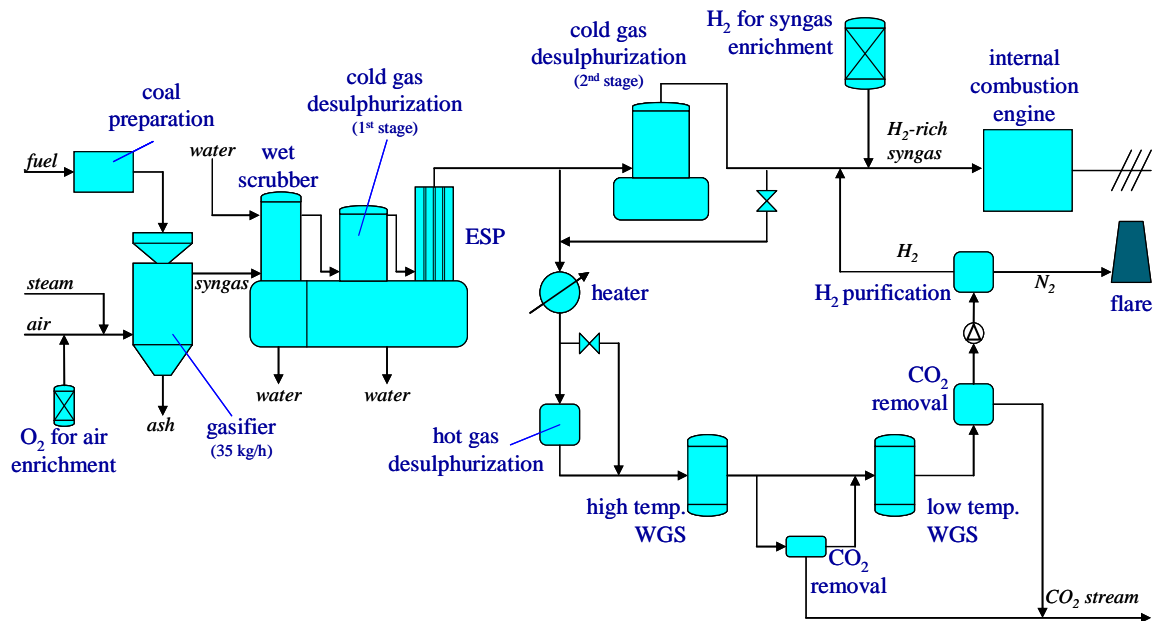 H₂ for syngas
enrichment
cold gas
desulphurization
(2nd stage)
internal
combustion
engine
cold gas
desulphurization
(1st stage)
coal
preparation
H₂-rich
syngas
water
wet
scrubber
fuel
ESP
H₂
N₂
H₂ purification
flare
syngas
steam
heater
air
CO₂
removal
water
water
ash
gasifier
(35 kg/h)
O₂ for air
enrichment
hot gas
desulphurization
high temp.
WGS
low temp.
WGS
CO₂
removal
CO₂ stream